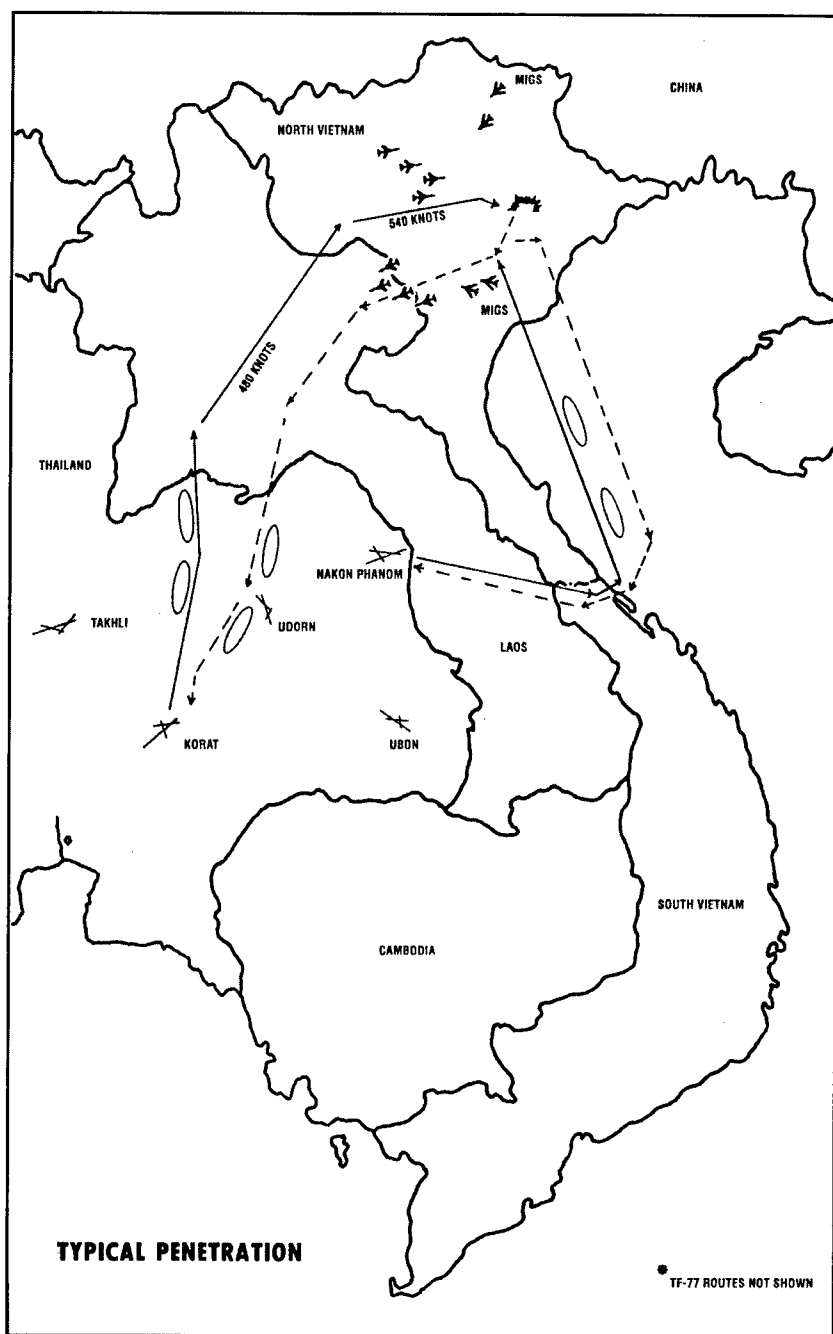 MIGS
CHINA
NORTH VIETNAM
540 KNOTS
MIGS
480 KNOTS
THAILAND
NAKON PHANOM
TAKHLI
UDORN
LAOS
KORAT
UBON
SOUTH VIETNAM
CAMBODIA
TYPICAL PENETRATION
TF-77 ROUTES NOT SHOWN